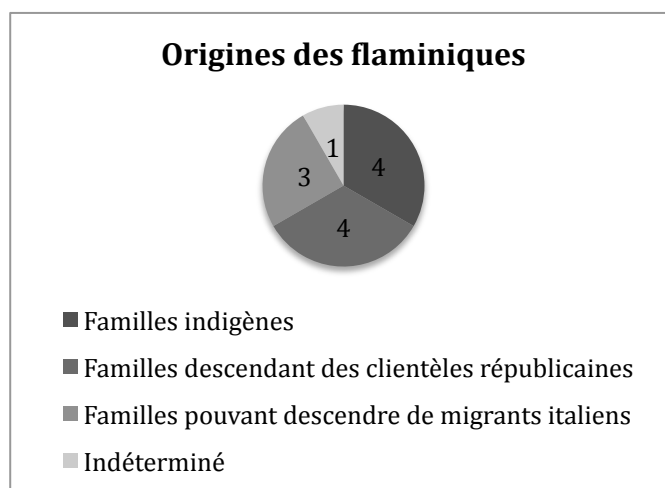 Origines des flaminiques
1
4
3
4
Familles indigènes
Familles descendant des clientèles républicaines
Familles pouvant descendre de migrants italiens
Indéterminé